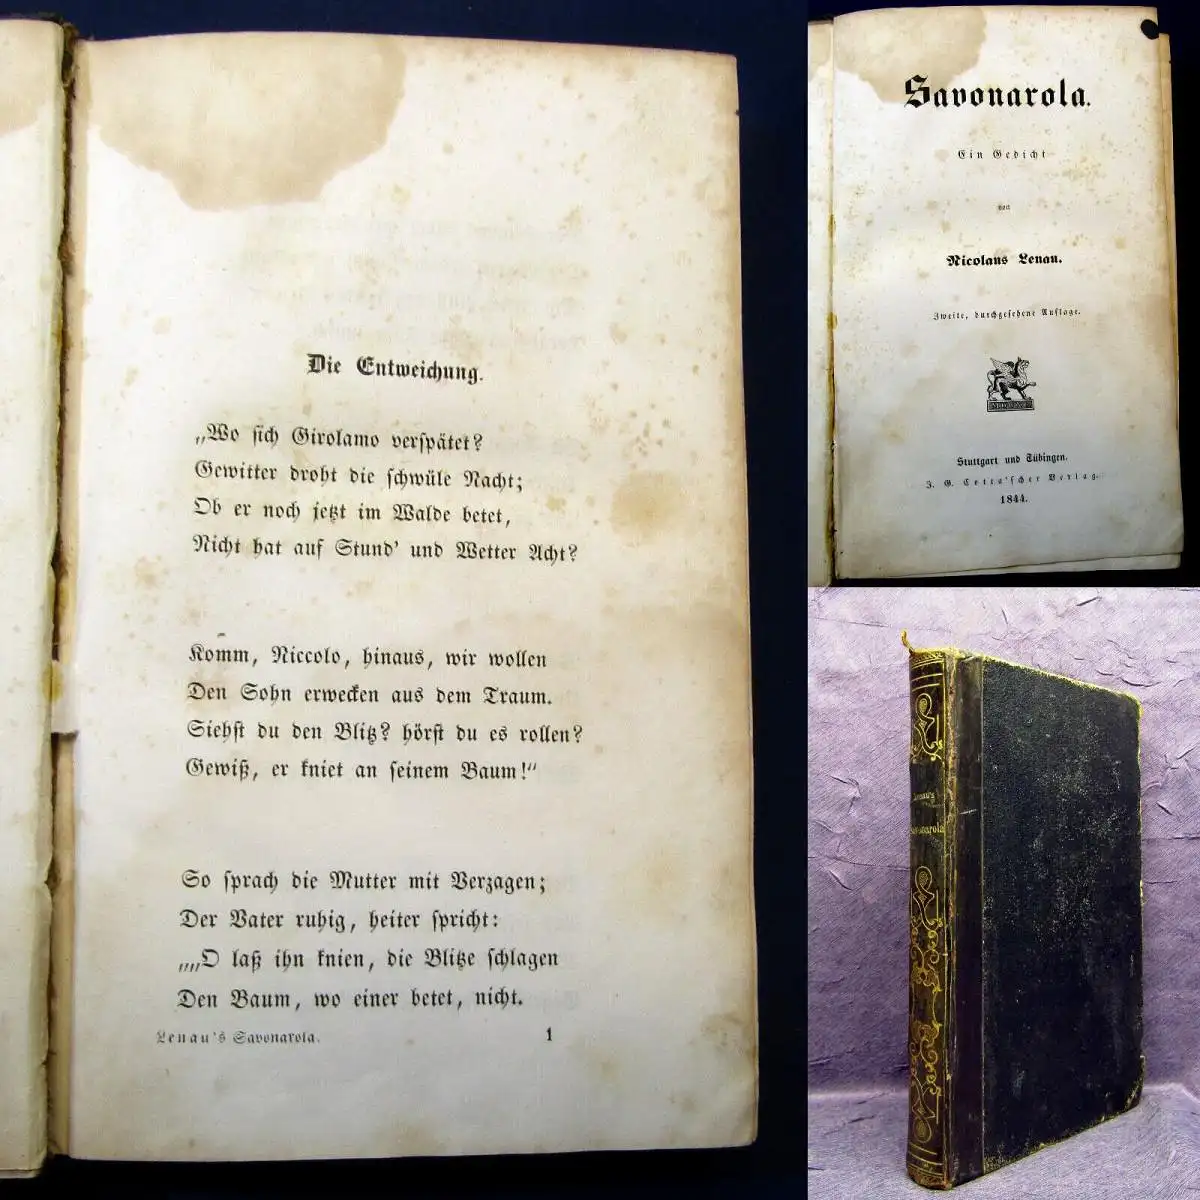 Die Entweichung.
„Wo sich Girolamo verspätet?
Gewitter droht die schwüle Nacht;
Ob er noch jetzt im Walde betet,
Nicht hat auf Stund' und Wetter Acht?
Komm, Niccolo, hinaus, wir wollen
Den Sohn erwecken aus dem Traum.
Siehst du den Blitz? hörst du es rollen?
Gewiß, er kniet an seinem Baum!“
So sprach die Mutter mit Verzagen;
Der Vater ruhig, heiter spricht:
„„O laß ihn knien, die Blitze schlagen
Den Baum, wo einer betet, nicht.
Lenau's Savonarola. 1
Savonarola.
Ein Gedicht
von
Nicolaus Lenau.
Zweite, durchgesehene Auflage.
Stuttgart und Tübingen.
J. G. Cotta'scher Verlag.
1844.
Lenau's
Savonarola